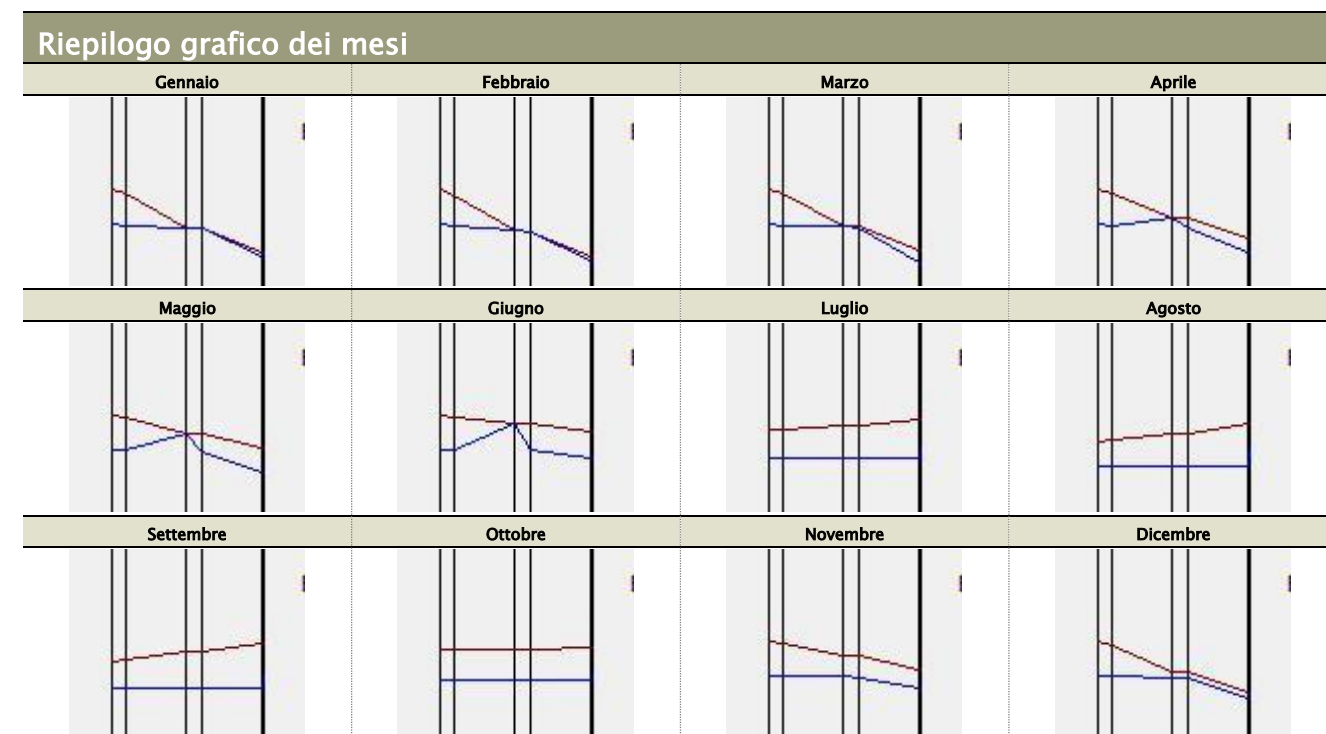 Riepilogo grafico dei mesi
Gennaio Febbraio Marzo Aprile
Maggio Giugno Luglio Agosto
Settembre Ottobre Novembre Dicembre